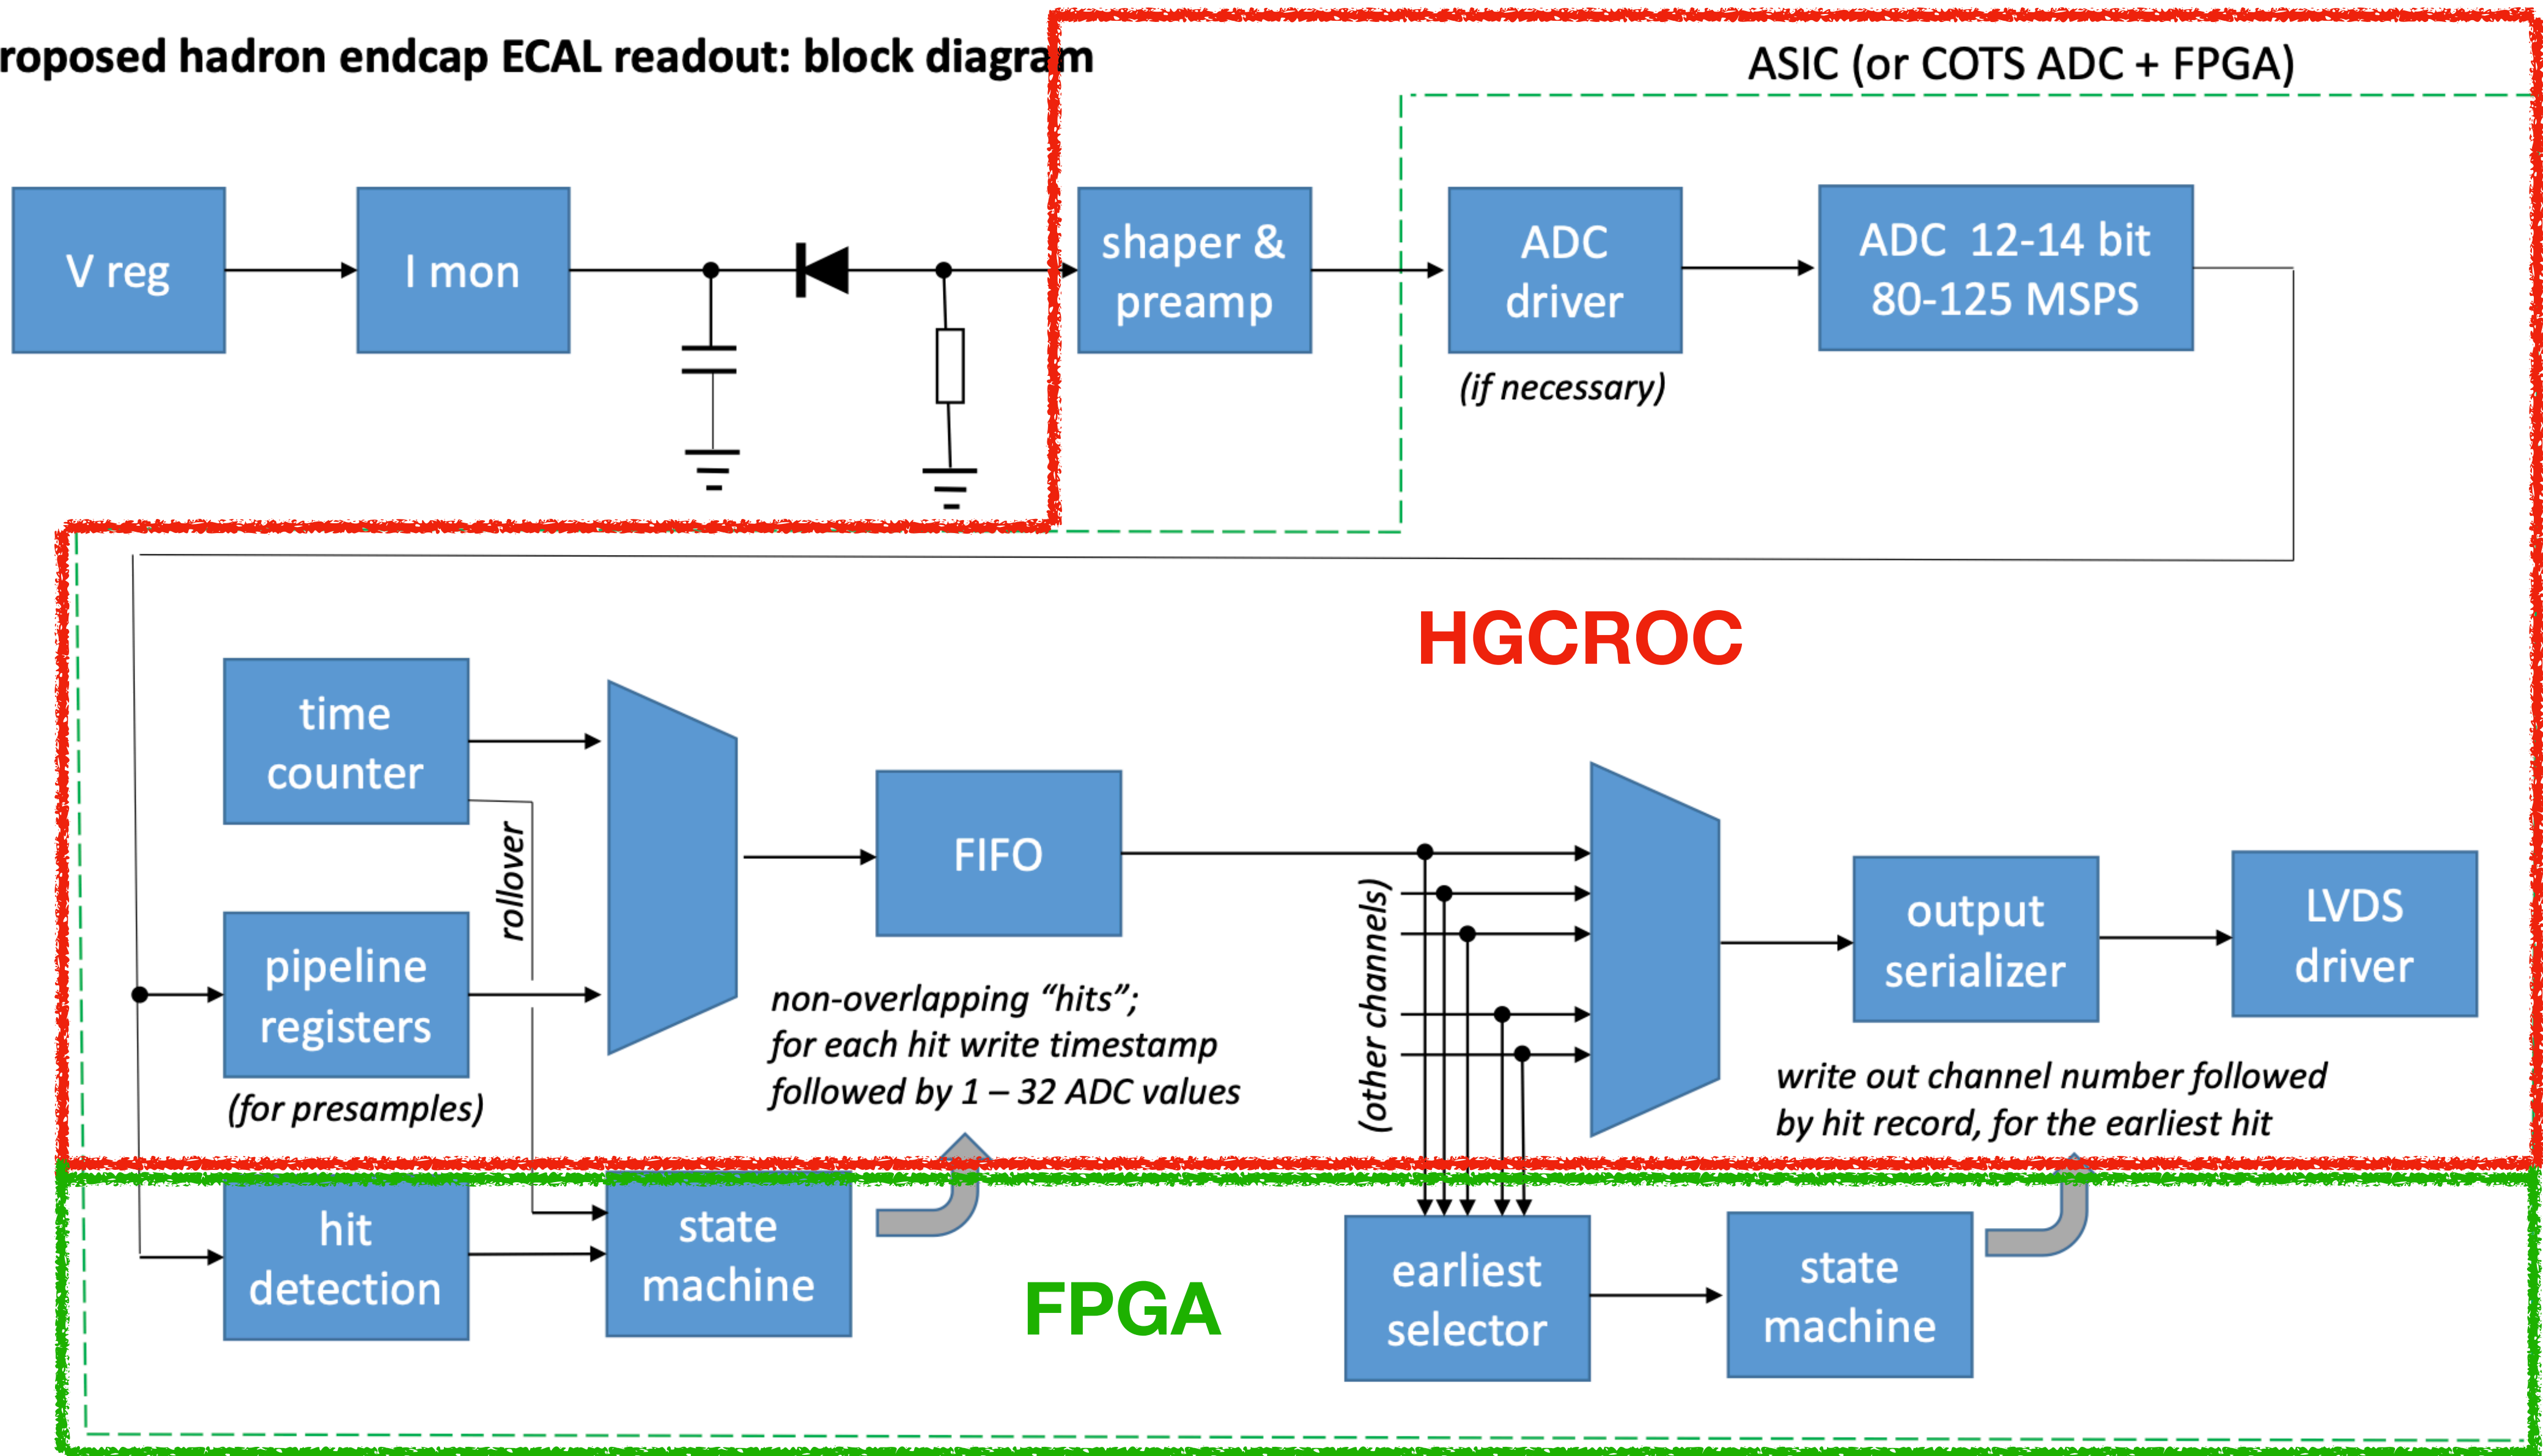 roposed hadron endcap ECAL readout: block diagram
ASIC (or COTS ADC + FPGA)
V reg
I mon
shaper &
preamp
ADC
driver
(if necessary)
ADC 12-14 bit
80-125 MSPS
HGCROC
time
counter
rollover
pipeline
registers
(for presamples)
FIFO
non-overlapping “hits”;
for each hit write timestamp
followed by 1 – 32 ADC values
(other channels)
output
serializer
LVDS
driver
write out channel number followed
by hit record, for the earliest hit
hit
detection
state
machine
FPGA
earliest
selector
state
machine